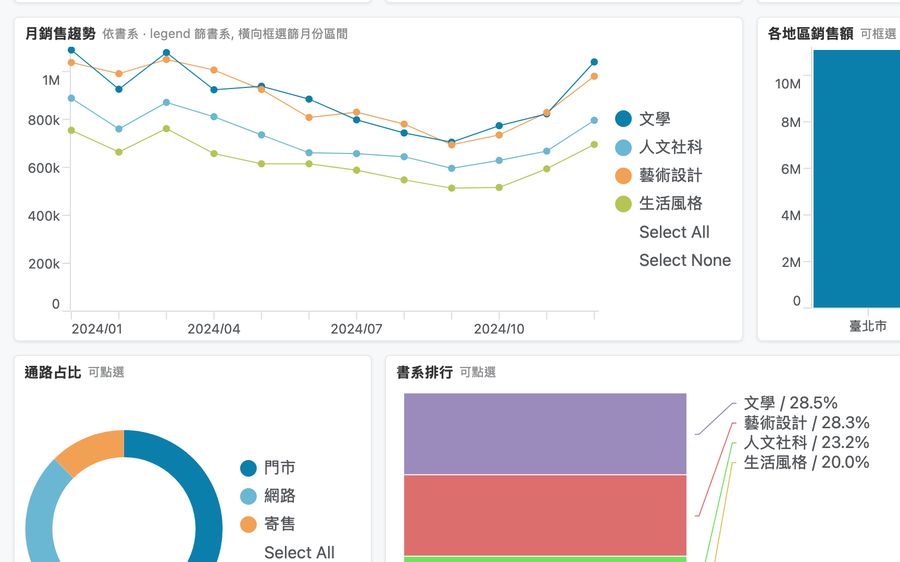 月銷售趨勢 依書系 · legend 篩書系, 橫向框選篩月份區間
1M
800k
600k
400k
200k
0
2024/01
2024/04
2024/07
2024/10
文學
人文社科
藝術設計
生活風格
Select All
Select None
各地區銷售額 可框選
10M
8M
6M
4M
2M
0
臺北市
通路占比 可點選
門市
網路
寄售
Select All
書系排行 可點選
文學 / 28.5%
藝術設計 / 28.3%
人文社科 / 23.2%
生活風格 / 20.0%